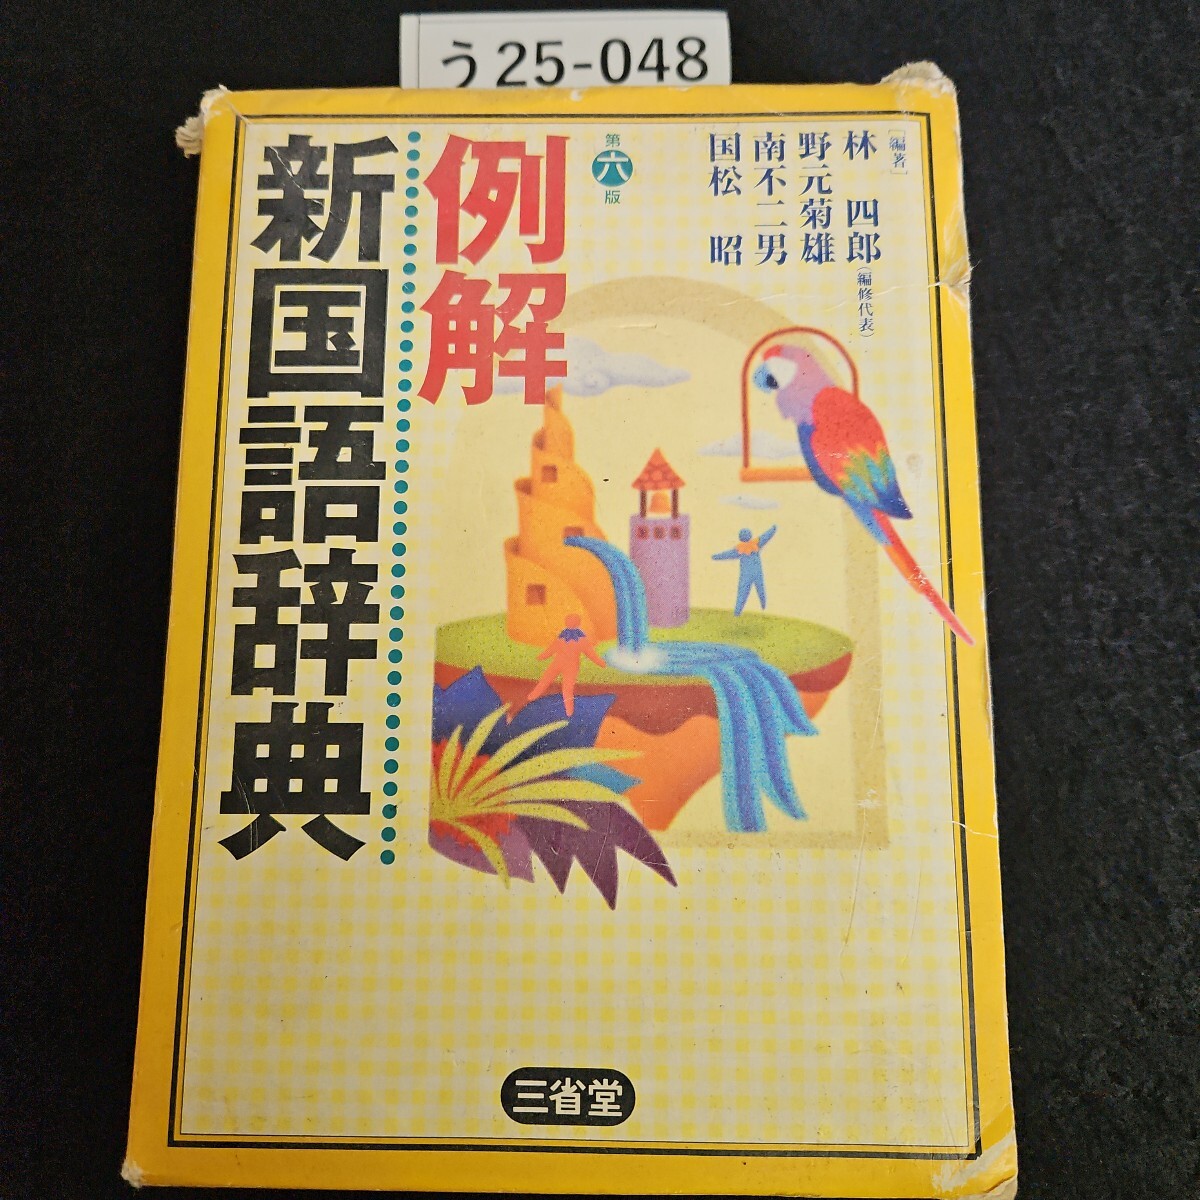 う25-048
[編著]
林 四郎(編修代表)
野元菊雄
南不二男
国松 昭
第六版
例解
新国語辞典
三省堂